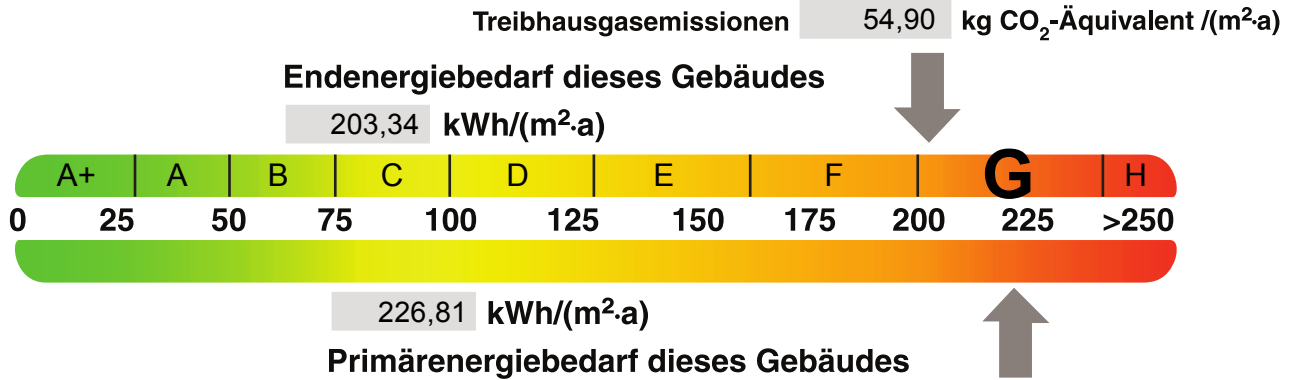 Treibhausgasemissionen 54,90 kg CO₂-Äquivalent /(m²·a)
Endenergiebedarf dieses Gebäudes
203,34 kWh/(m²·a)
A+ A B C D E F G H
0 25 50 75 100 125 150 175 200 225 >250
226,81 kWh/(m²·a)
Primärenergiebedarf dieses Gebäudes